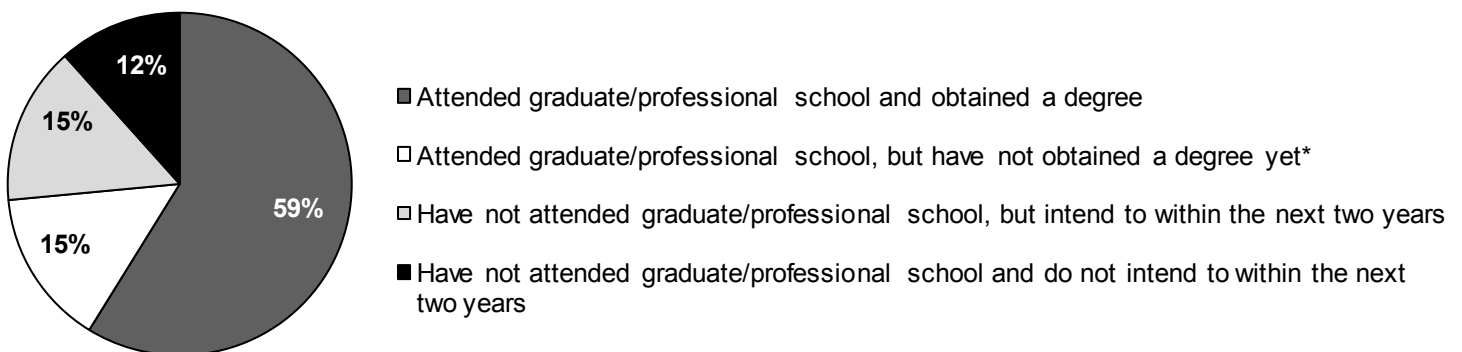 12%
15%
59%
15%
Attended graduate/professional school and obtained a degree
Attended graduate/professional school, but have not obtained a degree yet*
Have not attended graduate/professional school, but intend to within the next two years
Have not attended graduate/professional school and do not intend to within the next
two years